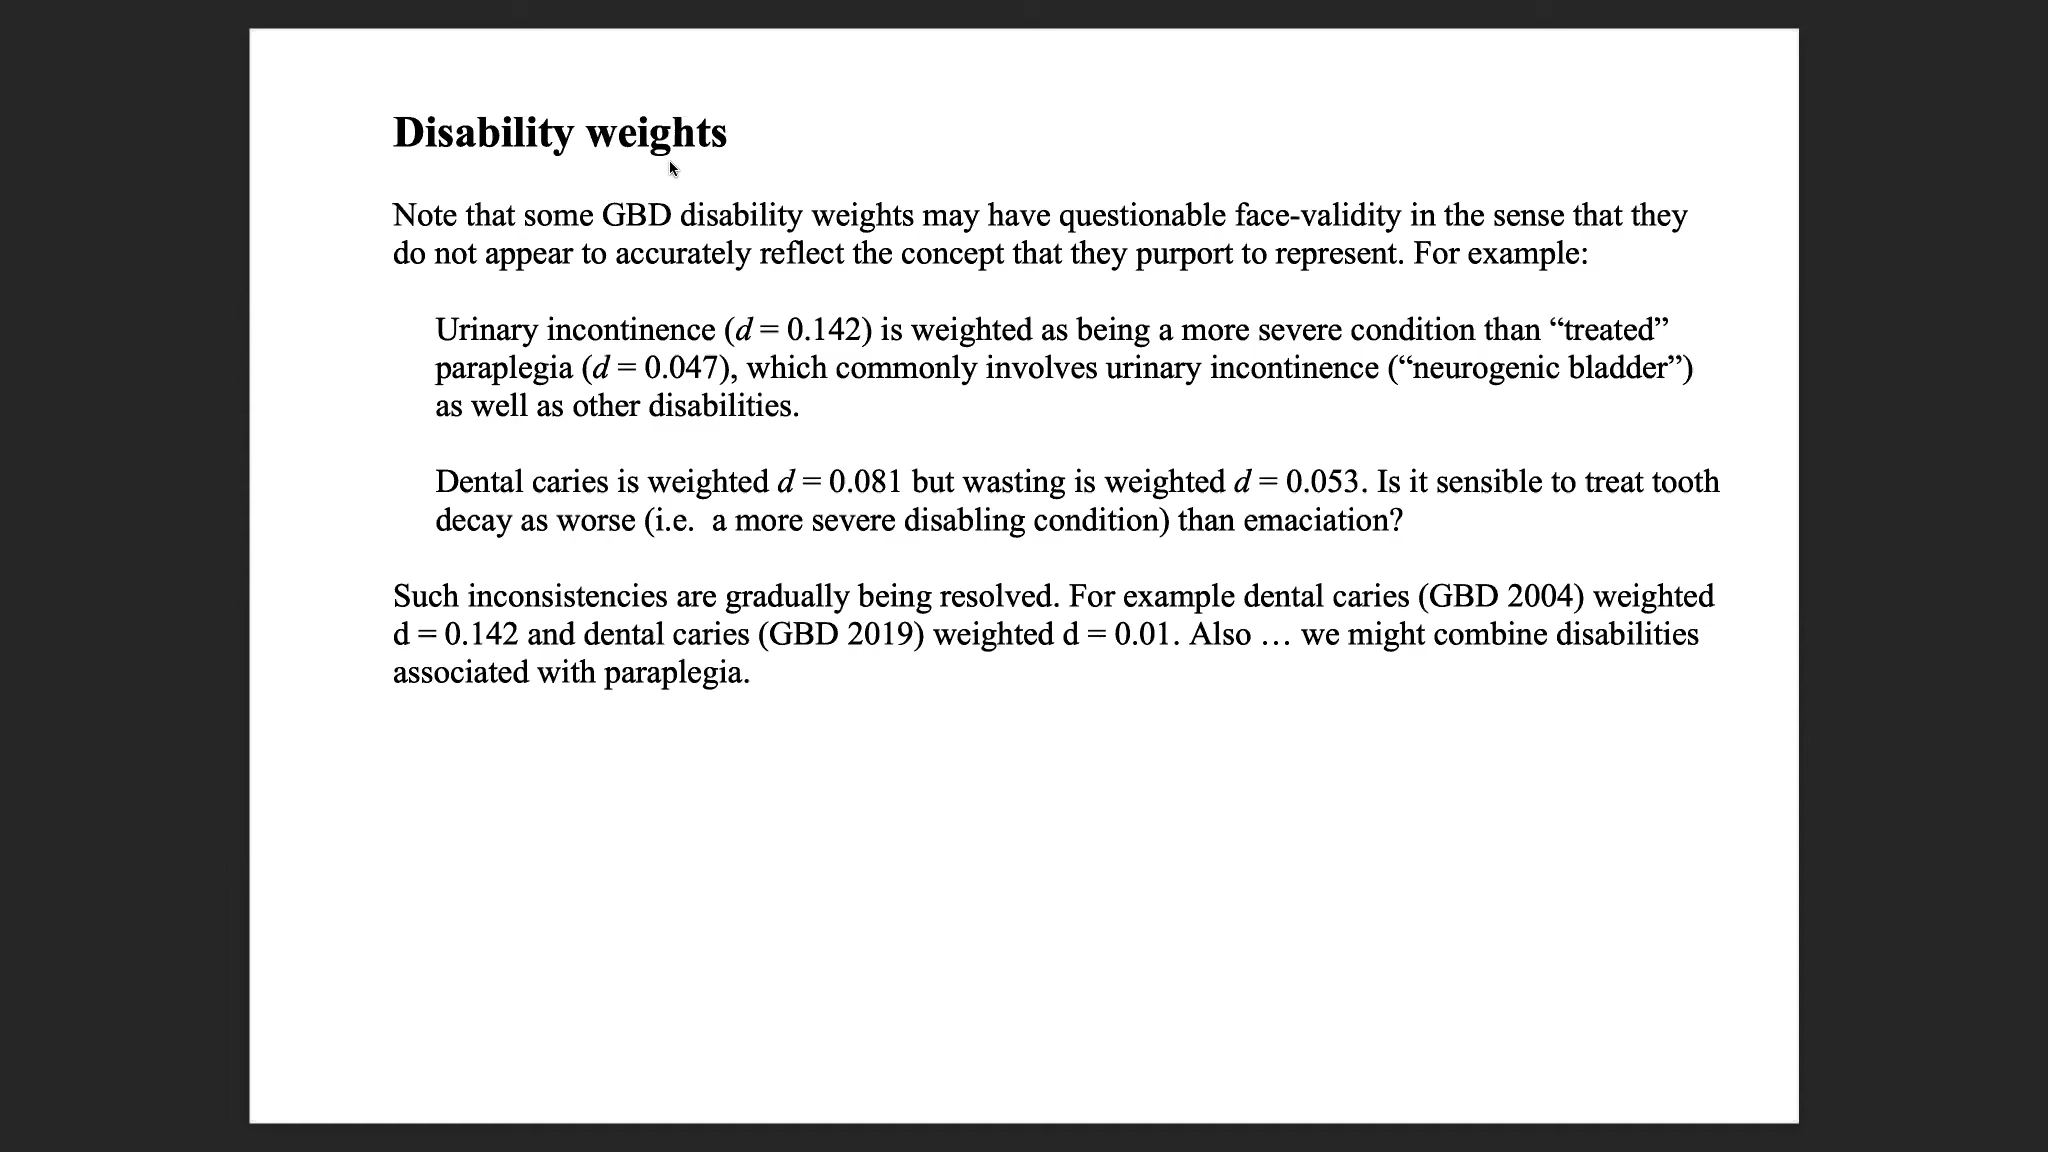 Disability weights
Note that some GBD disability weights may have questionable face-validity in the sense that they
do not appear to accurately reflect the concept that they purport to represent. For example:
Urinary incontinence (d = 0.142) is weighted as being a more severe condition than “treated”
paraplegia (d = 0.047), which commonly involves urinary incontinence (“neurogenic bladder”)
as well as other disabilities.
Dental caries is weighted d = 0.081 but wasting is weighted d = 0.053. Is it sensible to treat tooth
decay as worse (i.e.  a more severe disabling condition) than emaciation?
Such inconsistencies are gradually being resolved. For example dental caries (GBD 2004) weighted
d = 0.142 and dental caries (GBD 2019) weighted d = 0.01. Also … we might combine disabilities
associated with paraplegia.